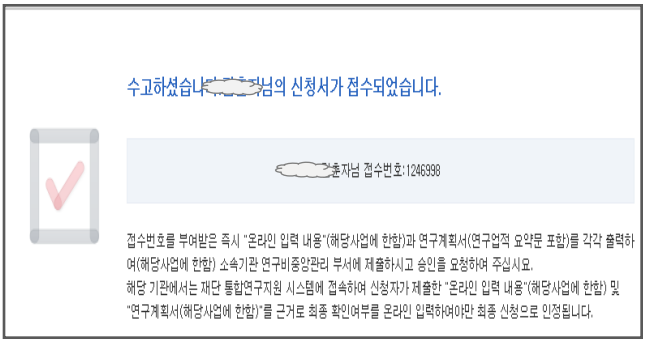 수고하셨습니다. 님의 신청서가 접수되었습니다.
자님 접수번호:1246998
접수번호를 부여받은 즉시 "온라인 입력 내용"(해당사업에 한함)과 연구계획서(연구업적 요약문 포함)를 각각 출력하
여(해당사업에 한함) 소속기관 연구비중앙관리 부서에 제출하시고 승인을 요청하여 주십시요.
해당 기관에서는 재단 통합연구지원 시스템에 접속하여 신청자가 제출한 "온라인 입력 내용"(해당사업에 한함) 및
"연구계획서(해당사업에 한함)"를 근거로 최종 확인여부를 온라인 입력하여야만 최종 신청으로 인정됩니다.